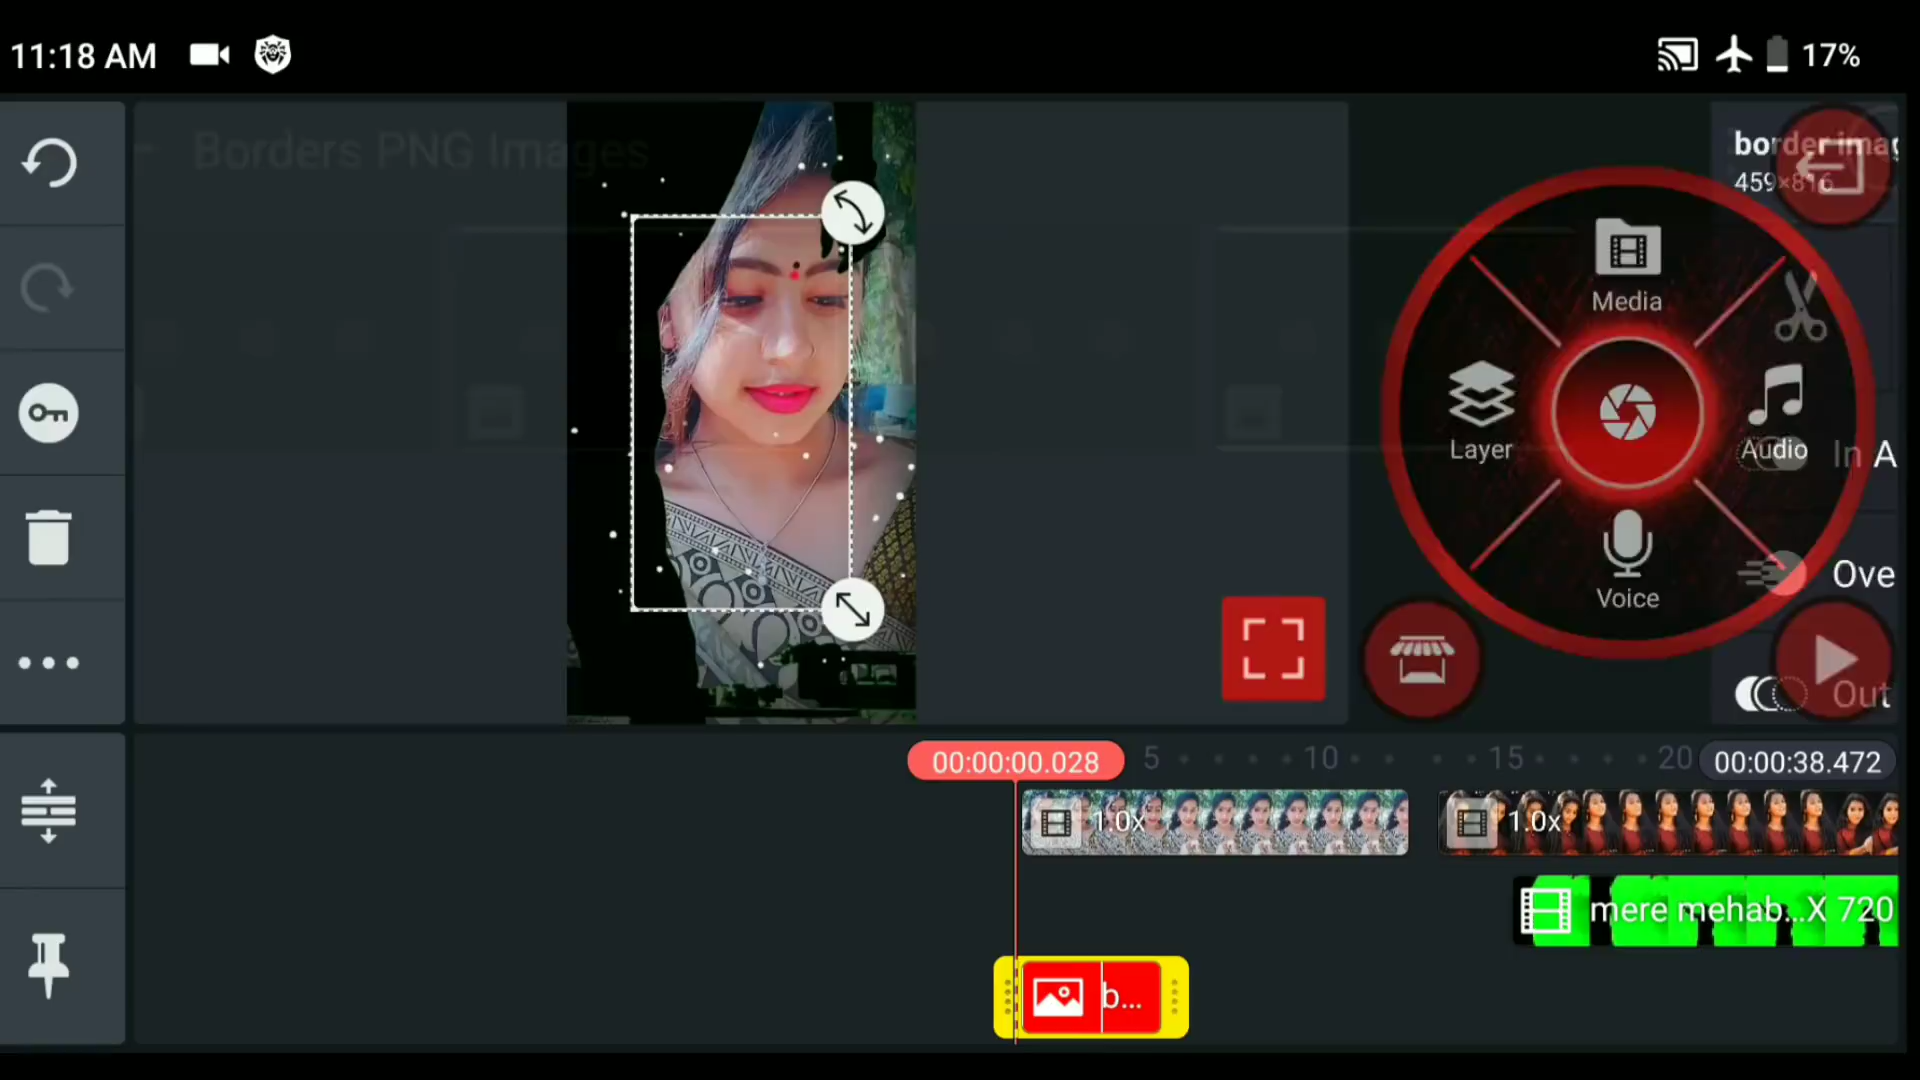 11:18 AM
17%
Borders PNG Images
border imag
459×816
Media
Layer
Audio
In A
Voice
Ove
Out
00:00:00.028
5
10
15
20
00:00:38.472
1.0x
1.0x
mere mehab...X 720
b...